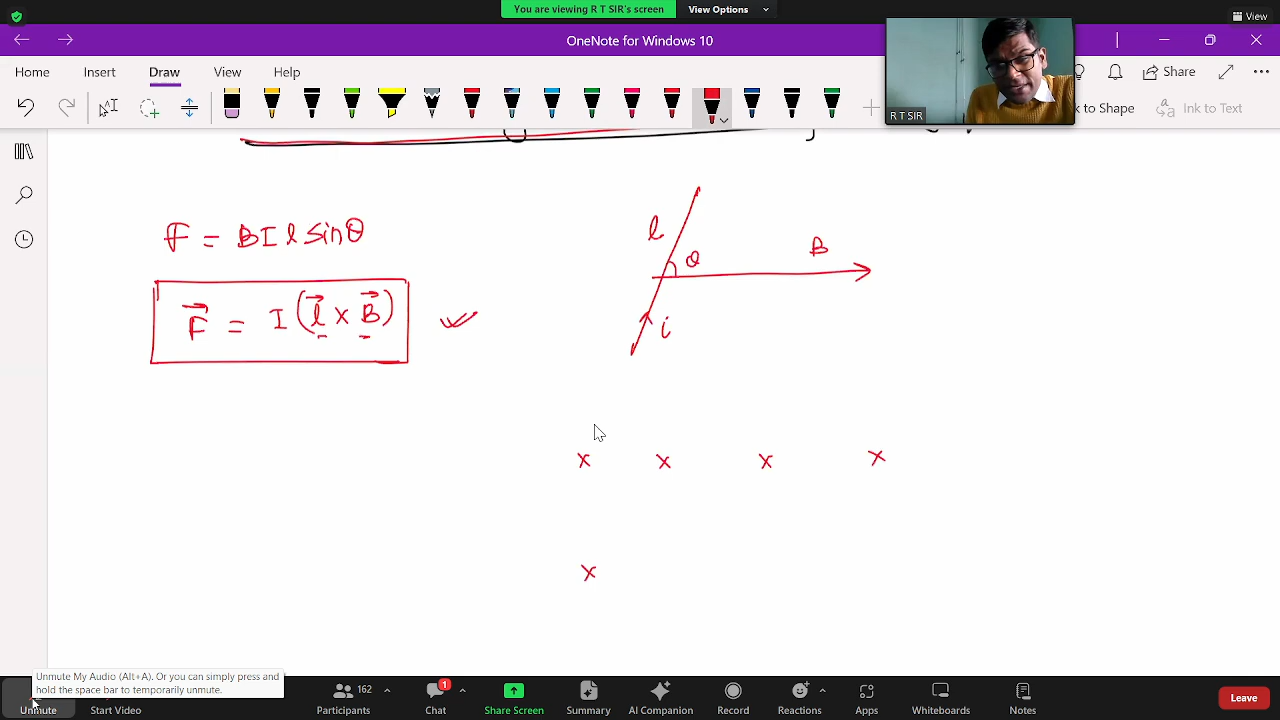 You are viewing R T SIR's screen
View Options
View
OneNote for Windows 10
Home Insert Draw View Help
Share
to Shape
Ink to Text
R T SIR
F = BIl sinθ
F⃗ = I (l⃗ x B⃗)
l
θ
B
i
x x x x
x
Unmute My Audio (Alt+A). Or you can simply press and
hold the space bar to temporarily unmute.
162
1
Unmute Start Video Participants Chat Share Screen Summary AI Companion Record Reactions Apps Whiteboards Notes
Leave